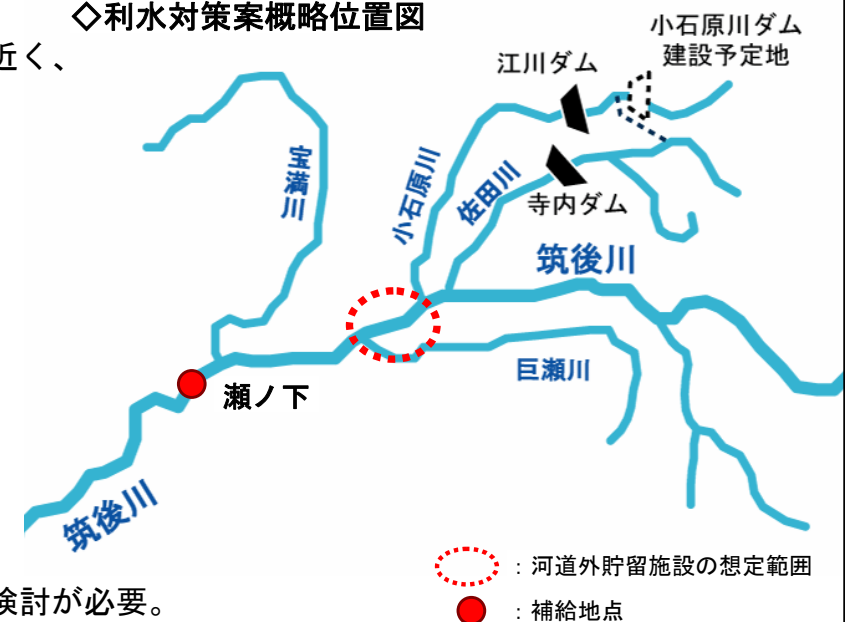 ◇利水対策案概略位置図
近く、
小石原川ダム
建設予定地
江川ダム
宝満川
小石原川
佐田川
寺内ダム
筑後川
巨瀬川
瀬ノ下
筑後川
：河道外貯留施設の想定範囲
検討が必要。
：補給地点